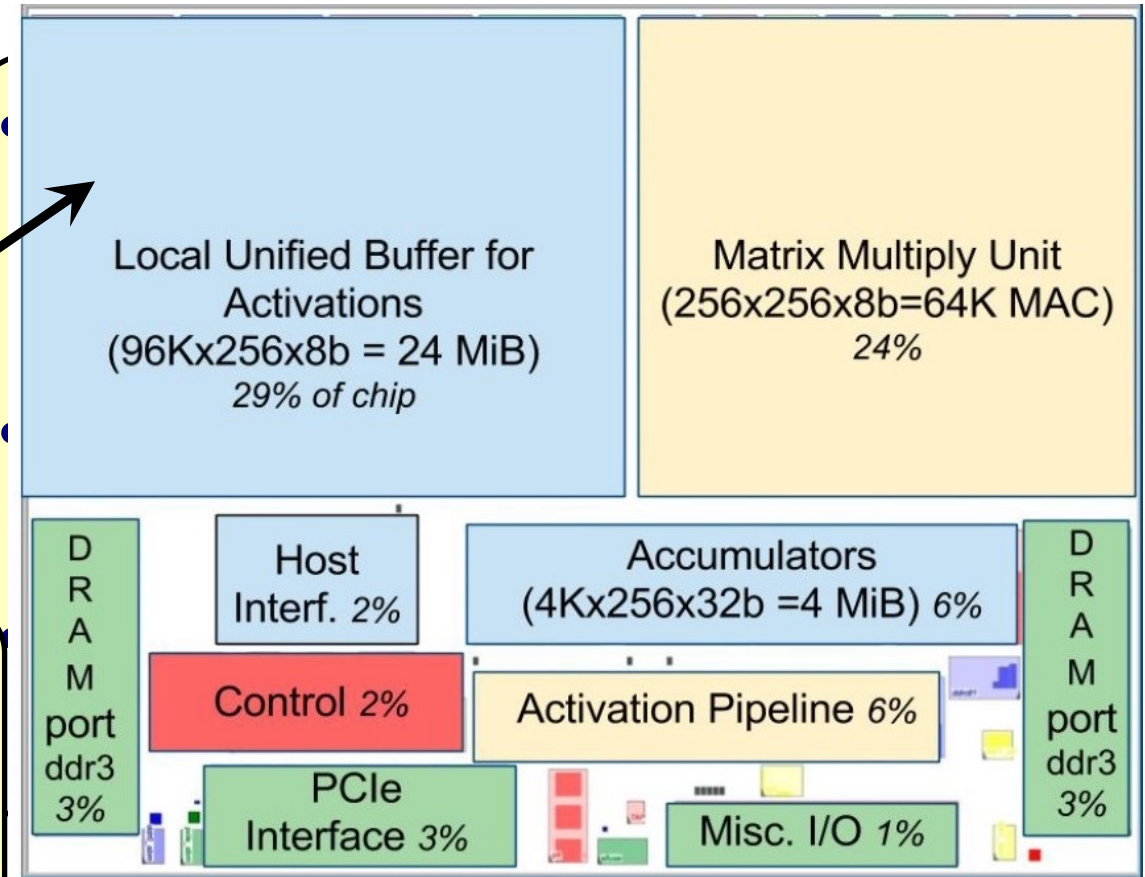 Local Unified Buffer for
Activations
(96Kx256x8b = 24 MiB)
29% of chip
Matrix Multiply Unit
(256x256x8b=64K MAC)
24%
D
R
A
M
port
ddr3
3%
Host
Interf. 2%
Accumulators
(4Kx256x32b =4 MiB) 6%
Control 2%
Activation Pipeline 6%
PCIe
Interface 3%
Misc. I/O 1%
D
R
A
M
port
ddr3
3%